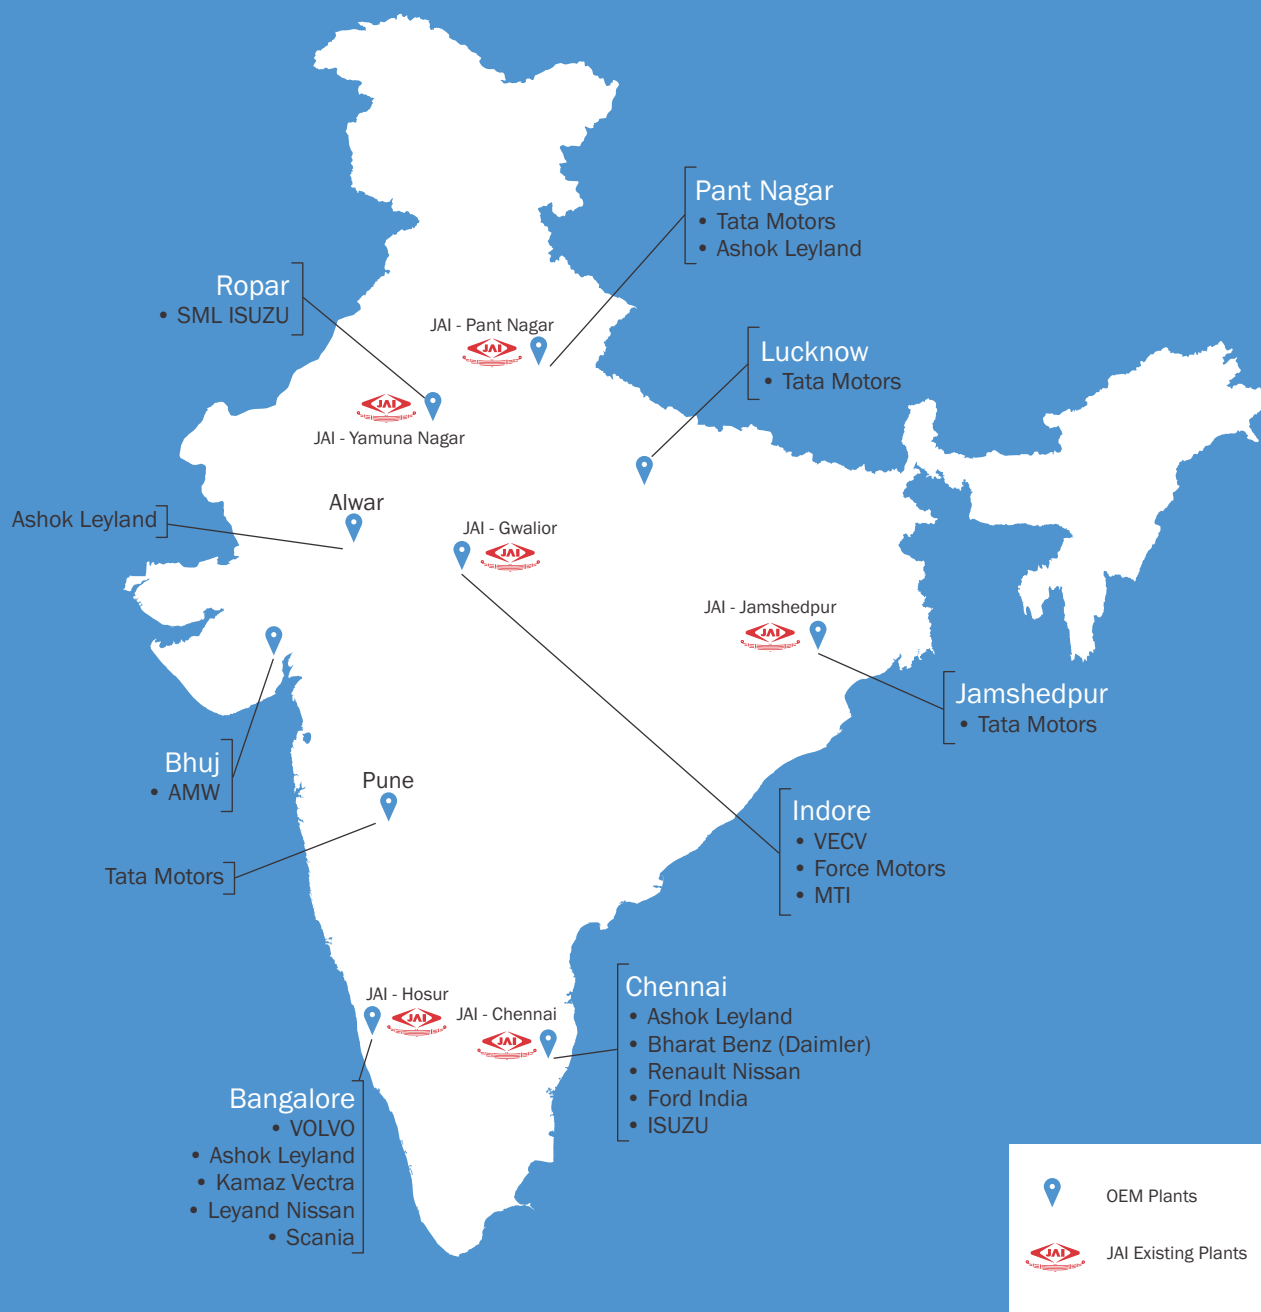 Pant Nagar
• Tata Motors
• Ashok Leyland
Ropar
• SML ISUZU
JAI - Pant Nagar
JAI
Lucknow
• Tata Motors
JAI
JAI - Yamuna Nagar
Alwar
Ashok Leyland
JAI - Gwalior
JAI
JAI - Jamshedpur
JAI
Jamshedpur
• Tata Motors
Bhuj
• AMW
Pune
Tata Motors
Indore
• VECV
• Force Motors
• MTI
JAI - Hosur
JAI
JAI - Chennai
JAI
Chennai
• Ashok Leyland
• Bharat Benz (Daimler)
• Renault Nissan
• Ford India
• ISUZU
Bangalore
• VOLVO
• Ashok Leyland
• Kamaz Vectra
• Leyand Nissan
• Scania
OEM Plants
JAI
JAI Existing Plants